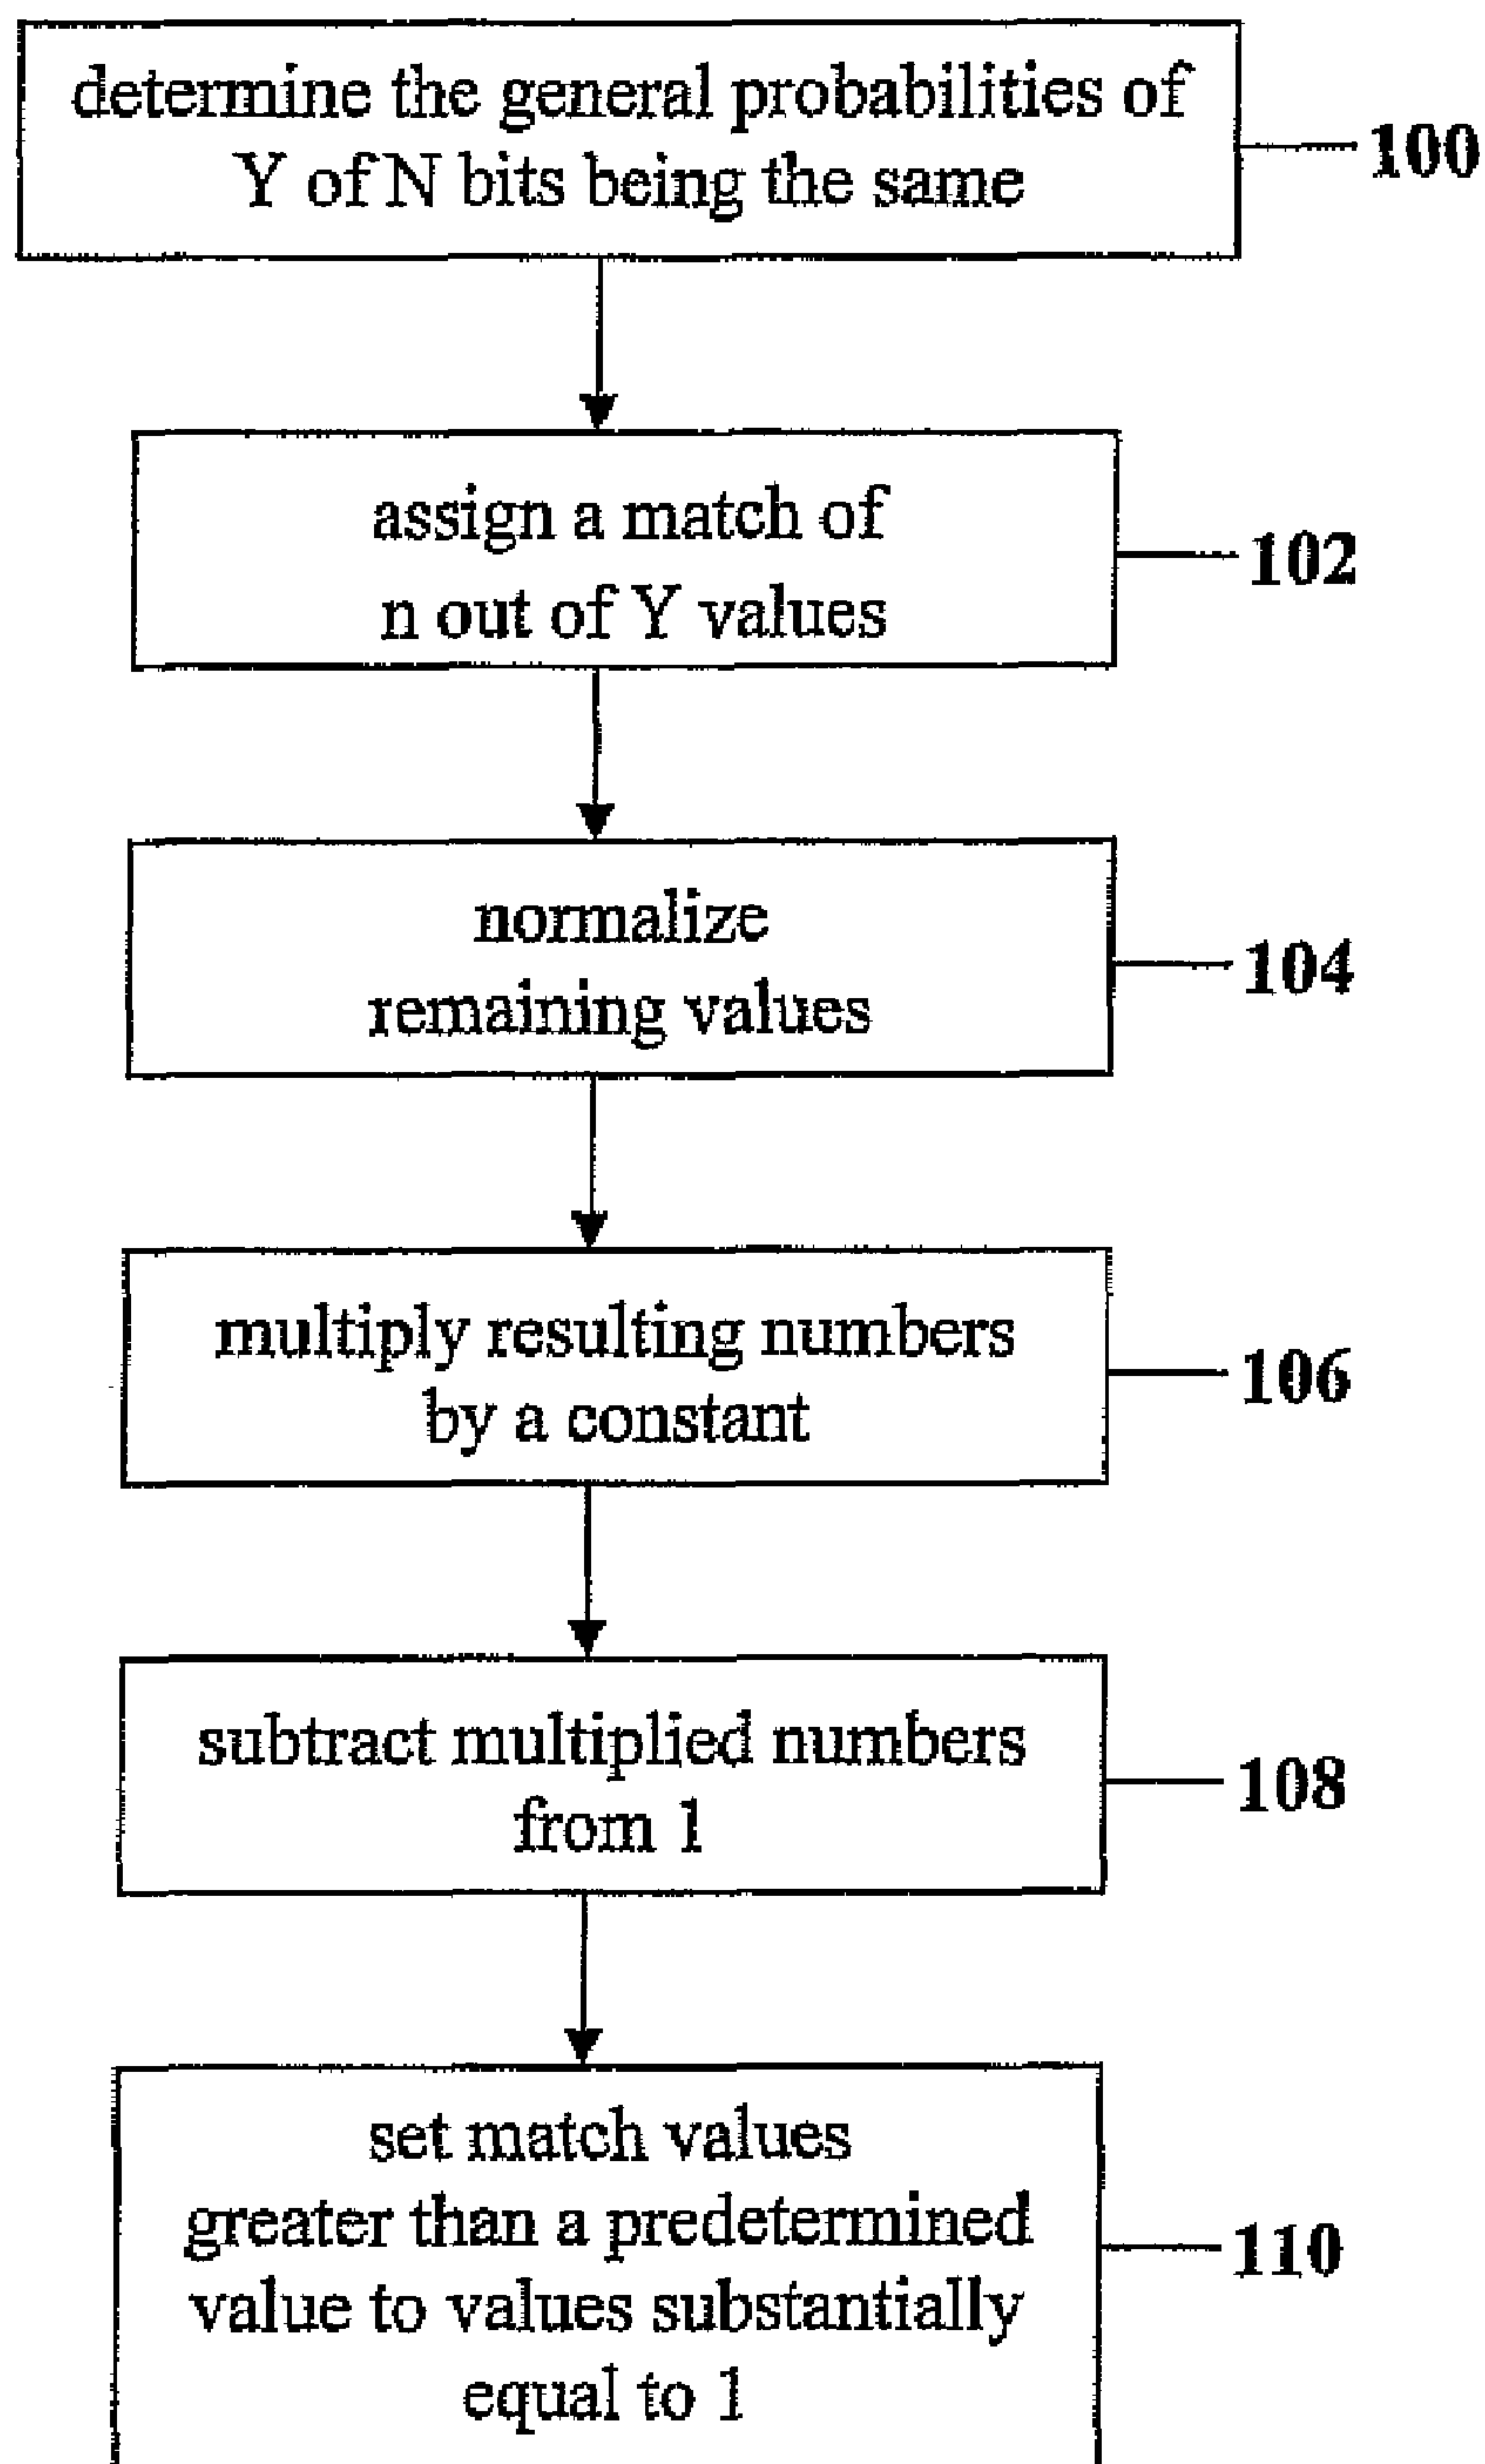 determine the general probabilities of
Y of N bits being the same
100
assign a match of
n out of Y values
102
normalize
remaining values
104
multiply resulting numbers
by a constant
106
subtract multiplied numbers
from 1
108
set match values
greater than a predetermined
value to values substantially
equal to 1
110